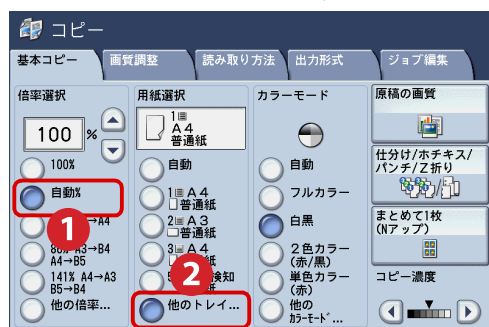 コピー
基本コピー
画質調整
読み取り方法
出力形式
ジョブ編集
倍率選択
100 %
100%
自動%
→A4
86% A3→B4
A4→B5
141% A4→A3
B5→B4
他の倍率...
1
用紙選択
1 A4
普通紙
自動
1 A4
普通紙
2 A3
普通紙
3 A4
紙
検知
紙
他のトレイ...
2
カラーモード
自動
フルカラー
白黒
2色カラー
(赤/黒)
単色カラー
(赤)
他の
カラーモード...
原稿の画質
仕分け/ホチキス/
パンチ/Z折り
まとめて1枚
(Nアップ)
コピー濃度